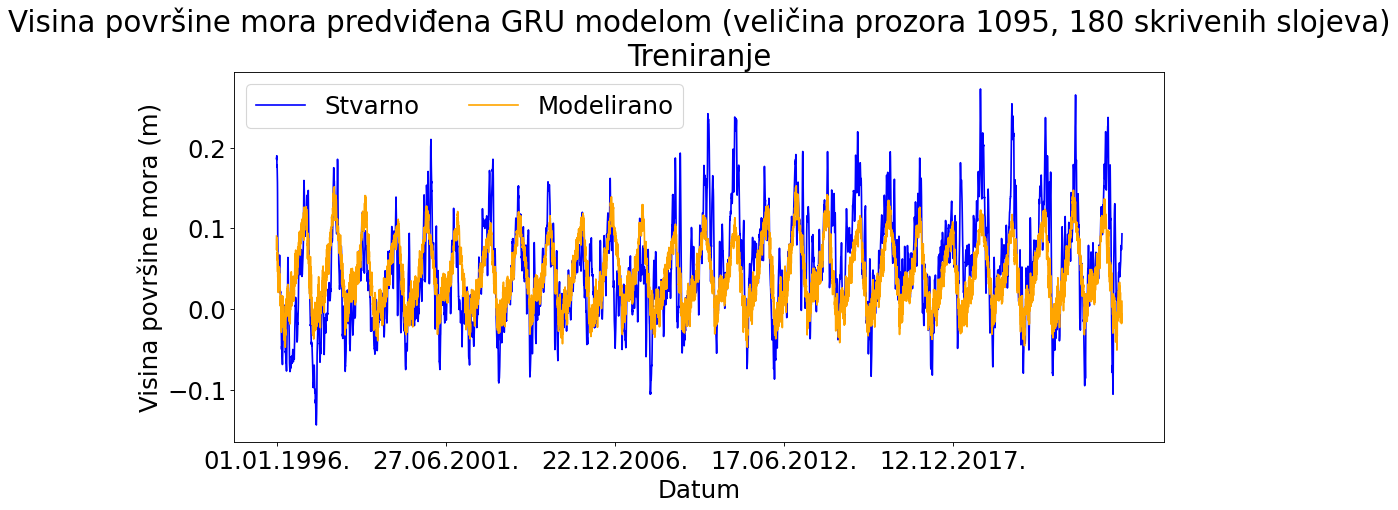 Visina površine mora predviđena GRU modelom (veličina prozora 1095, 180 skrivenih slojeva)
Treniranje
Stvarno Modelirano
Visina površine mora (m)
0.2
0.1
0.0
−0.1
01.01.1996. 27.06.2001. 22.12.2006. 17.06.2012. 12.12.2017.
Datum